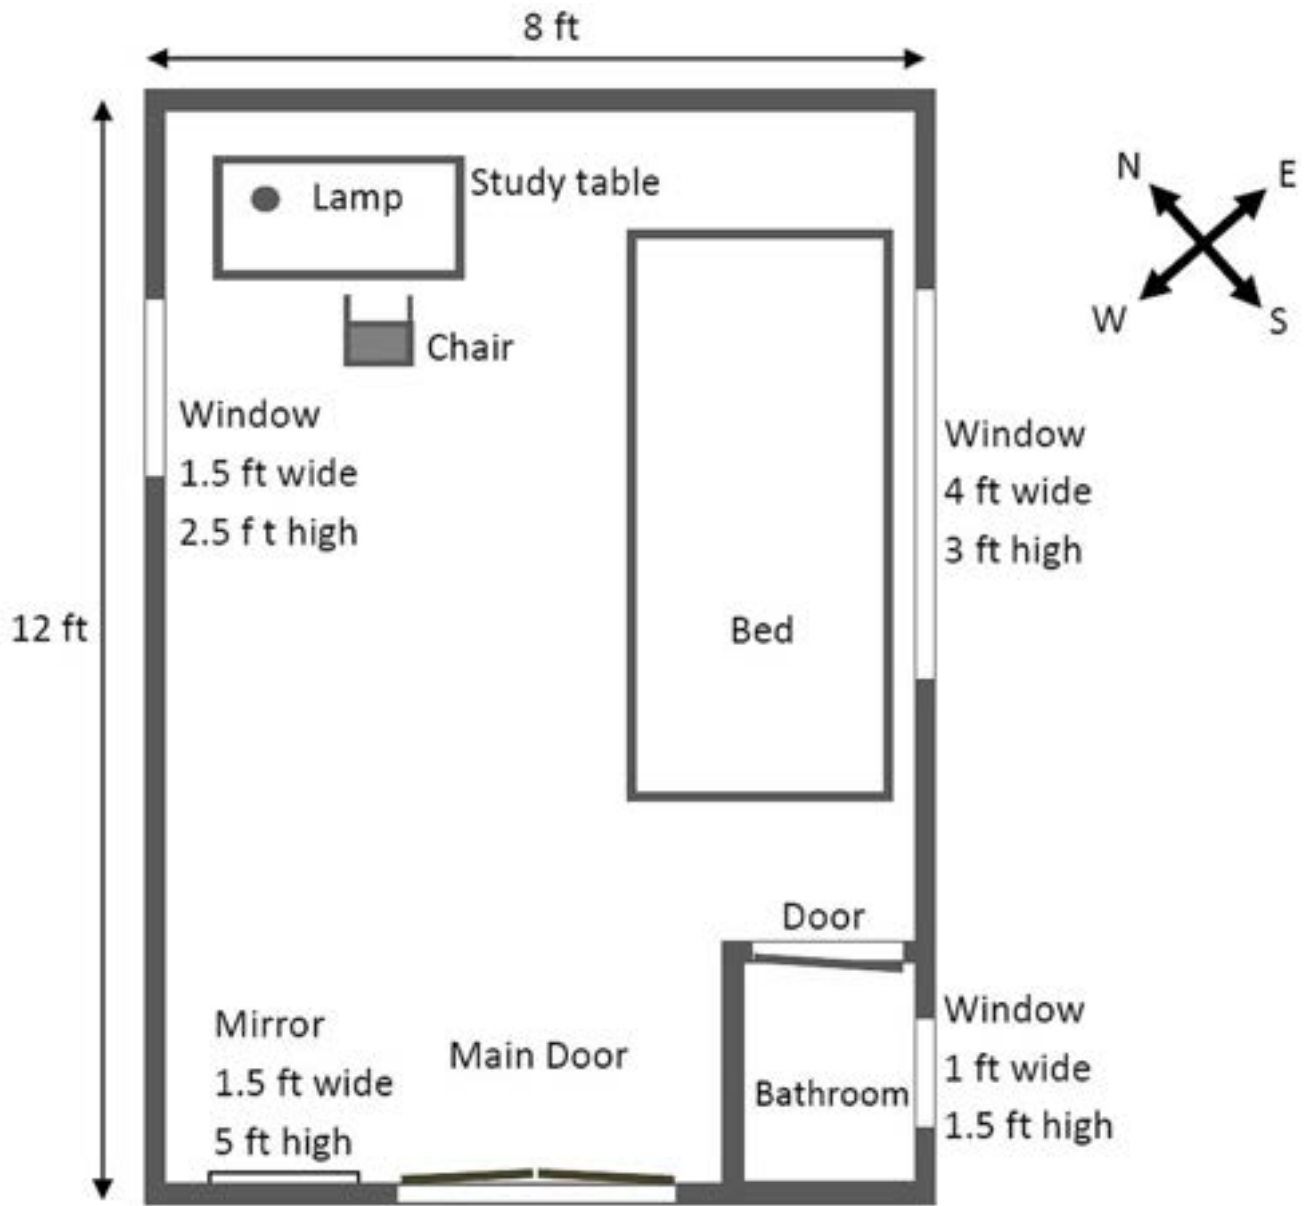 8 ft
N
E
W
S
Lamp
Study table
Chair
Window
1.5 ft wide
2.5 f t high
Window
4 ft wide
3 ft high
12 ft
Bed
Door
Mirror
1.5 ft wide
5 ft high
Main Door
Bathroom
Window
1 ft wide
1.5 ft high